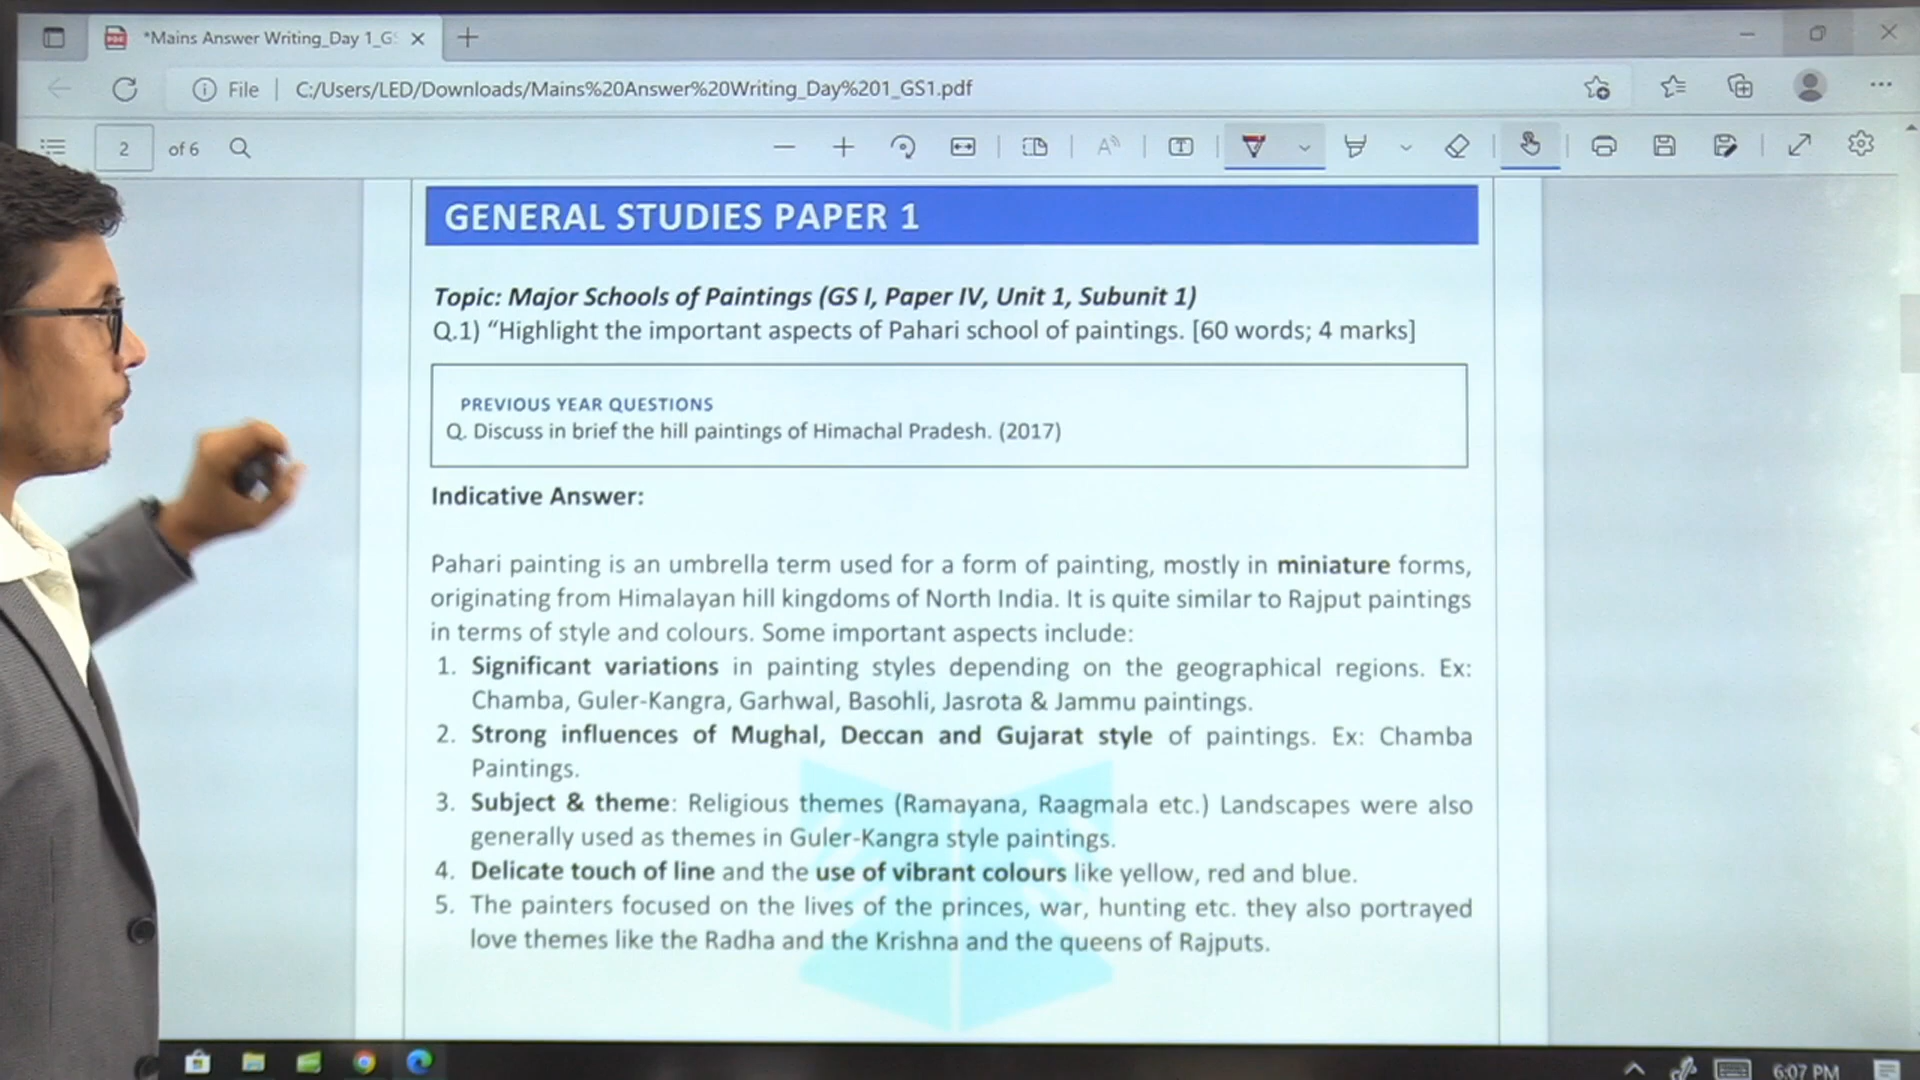 *Mains Answer Writing_Day 1_G
File
C:/Users/LED/Downloads/Mains%20Answer%20Writing_Day%201_GS1.pdf
2 of 6
GENERAL STUDIES PAPER 1
Topic: Major Schools of Paintings (GS I, Paper IV, Unit 1, Subunit 1)
Q.1) “Highlight the important aspects of Pahari school of paintings. [60 words; 4 marks]
PREVIOUS YEAR QUESTIONS
Q. Discuss in brief the hill paintings of Himachal Pradesh. (2017)
Indicative Answer:
Pahari painting is an umbrella term used for a form of painting, mostly in miniature forms,
originating from Himalayan hill kingdoms of North India. It is quite similar to Rajput paintings
in terms of style and colours. Some important aspects include:
1. Significant variations in painting styles depending on the geographical regions. Ex:
Chamba, Guler-Kangra, Garhwal, Basohli, Jasrota & Jammu paintings.
2. Strong influences of Mughal, Deccan and Gujarat style of paintings. Ex: Chamba
Paintings.
3. Subject & theme: Religious themes (Ramayana, Raagmala etc.) Landscapes were also
generally used as themes in Guler-Kangra style paintings.
4. Delicate touch of line and the use of vibrant colours like yellow, red and blue.
5. The painters focused on the lives of the princes, war, hunting etc. they also portrayed
love themes like the Radha and the Krishna and the queens of Rajputs.
6:07 PM